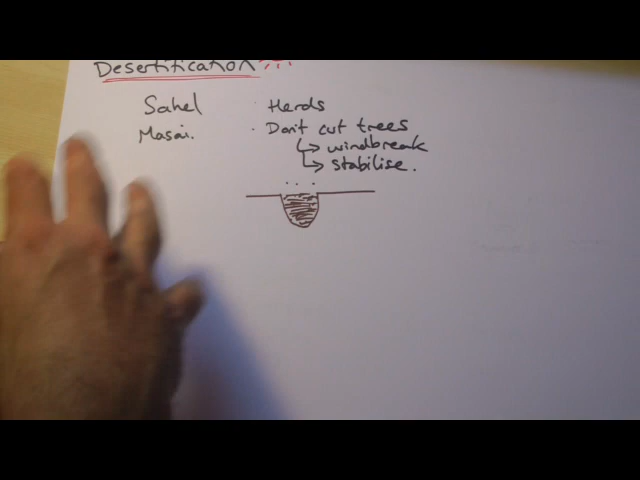 Desertification
Sahel · Herds
Masai. · Don't cut trees
↳ windbreak
↳ stabilise.